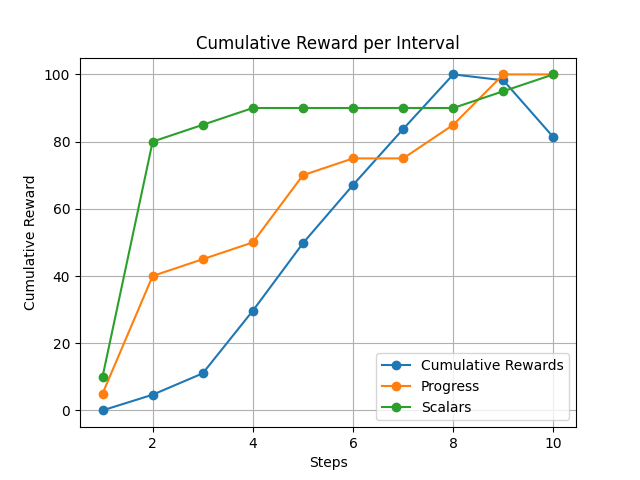 Cumulative Reward per Interval
Cumulative Reward
100
80
60
40
20
0
2
4
6
8
10
Steps
Cumulative Rewards
Progress
Scalars